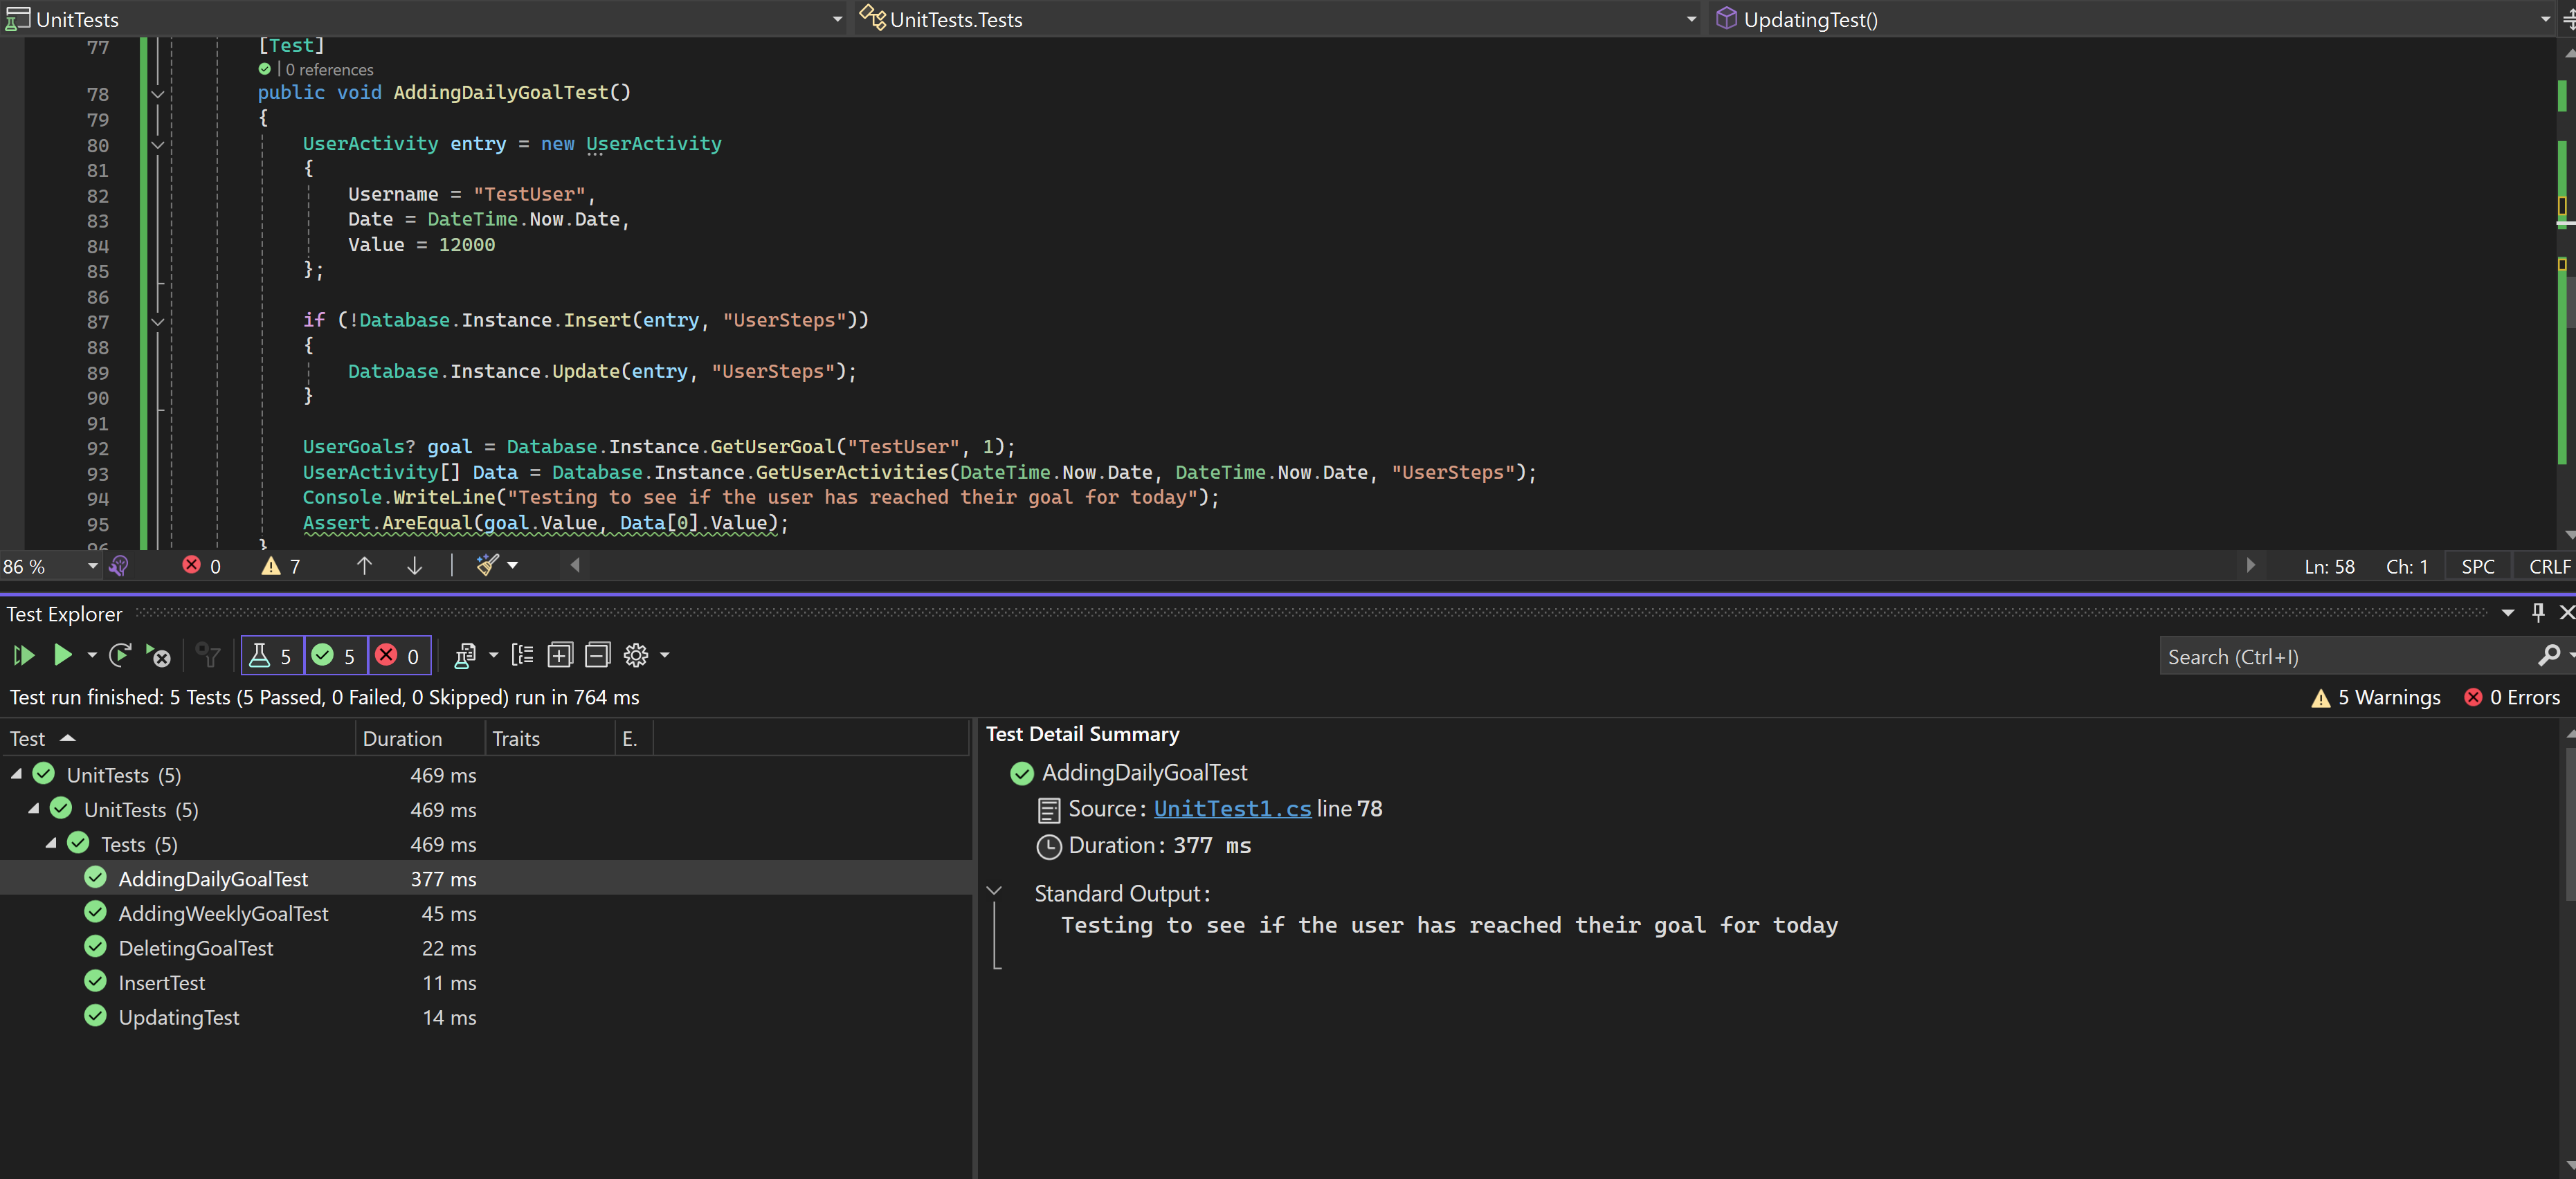 UnitTests UnitTests.Tests UpdatingTest()
77 [Test]
0 references
78 public void AddingDailyGoalTest()
79 {
80 UserActivity entry = new UserActivity
81 {
82 Username = "TestUser",
83 Date = DateTime.Now.Date,
84 Value = 12000
85 };
86
87 if (!Database.Instance.Insert(entry, "UserSteps"))
88 {
89 Database.Instance.Update(entry, "UserSteps");
90 }
91
92 UserGoals? goal = Database.Instance.GetUserGoal("TestUser", 1);
93 UserActivity[] Data = Database.Instance.GetUserActivities(DateTime.Now.Date, DateTime.Now.Date, "UserSteps");
94 Console.WriteLine("Testing to see if the user has reached their goal for today");
95 Assert.AreEqual(goal.Value, Data[0].Value);
96 }
86 % 0 7 Ln: 58 Ch: 1 SPC CRLF
Test Explorer
5 5 0 Search (Ctrl+I)
Test run finished: 5 Tests (5 Passed, 0 Failed, 0 Skipped) run in 764 ms 5 Warnings 0 Errors
Test Duration Traits E.
UnitTests (5) 469 ms
UnitTests (5) 469 ms
Tests (5) 469 ms
AddingDailyGoalTest 377 ms
AddingWeeklyGoalTest 45 ms
DeletingGoalTest 22 ms
InsertTest 11 ms
UpdatingTest 14 ms
Test Detail Summary
AddingDailyGoalTest
Source: UnitTest1.cs line 78
Duration: 377 ms
Standard Output:
Testing to see if the user has reached their goal for today